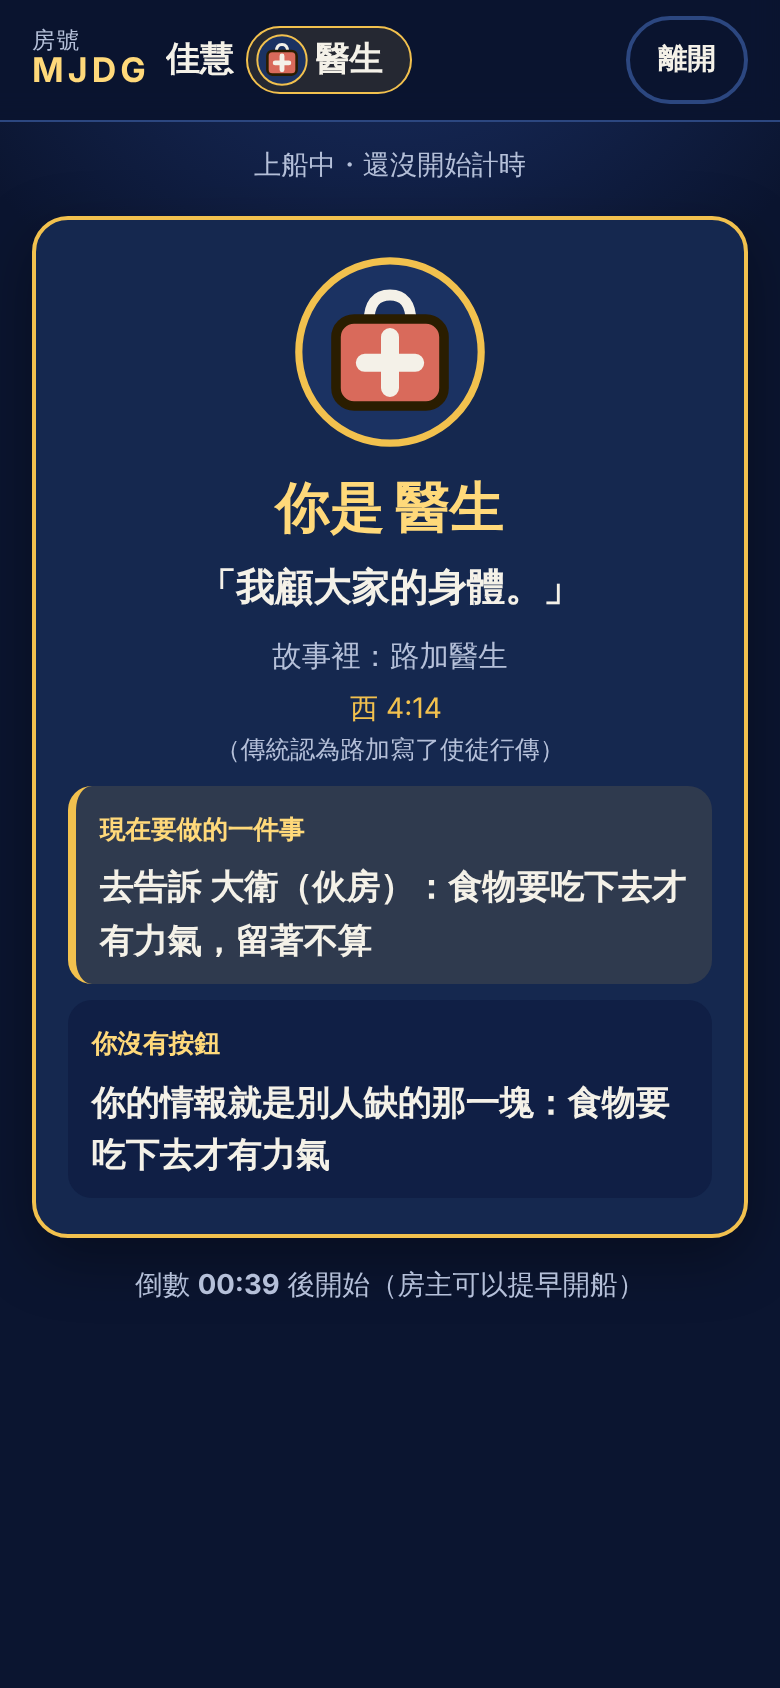 房號
MJDG 佳慧 醫生 離開
上船中・還沒開始計時
你是 醫生
「我顧大家的身體。」
故事裡：路加醫生
西 4:14
（傳統認為路加寫了使徒行傳）
現在要做的一件事
去告訴 大衛（伙房）：食物要吃下去才
有力氣，留著不算
你沒有按鈕
你的情報就是別人缺的那一塊：食物要
吃下去才有力氣
倒數 00:39 後開始（房主可以提早開船）